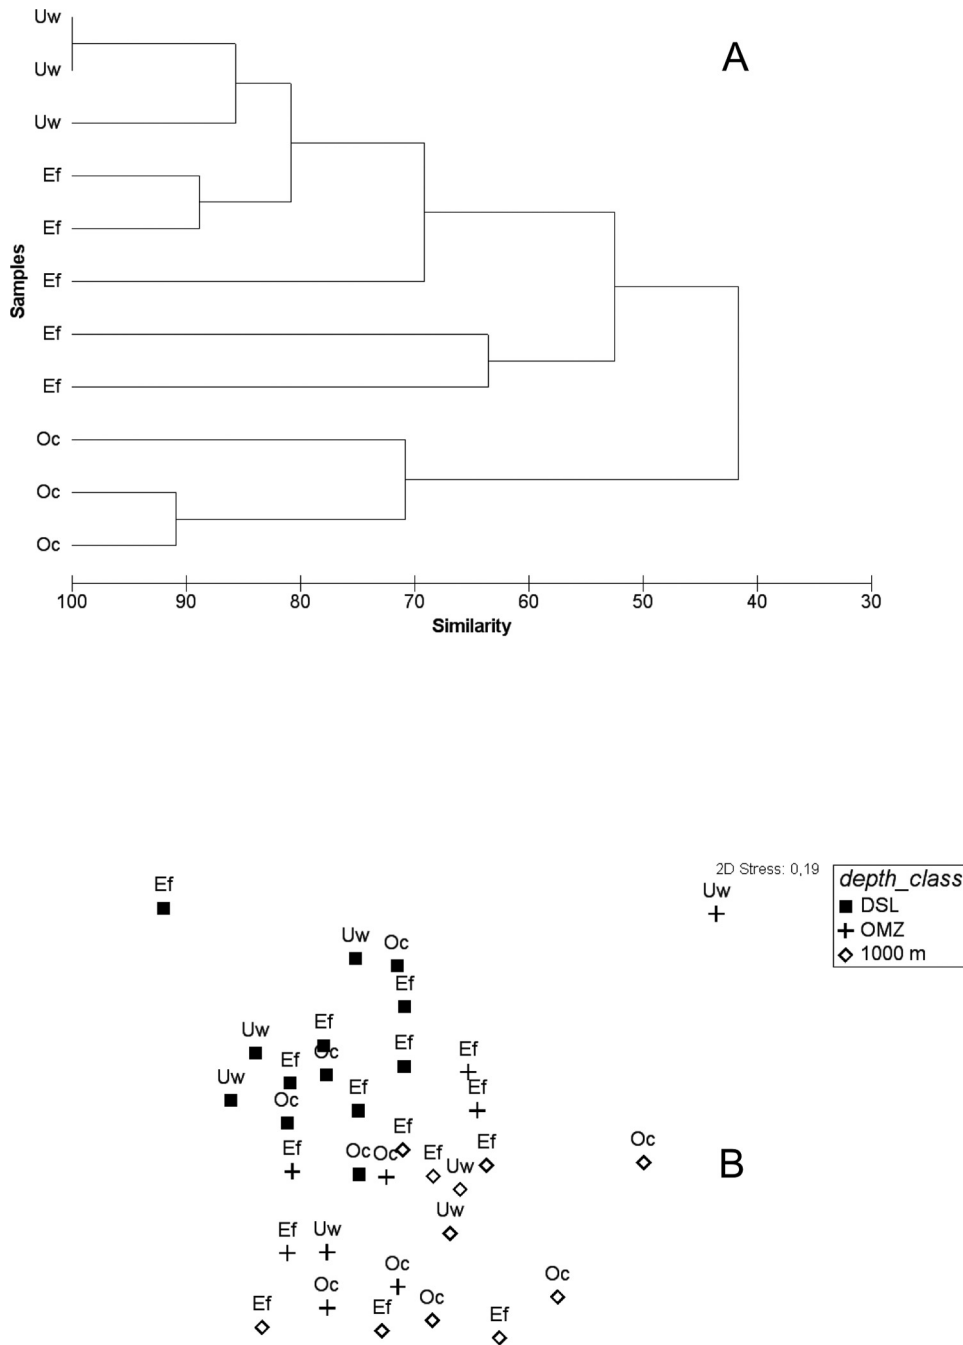 Uw
A
Uw
Uw
Ef
Ef
Samples
Ef
Ef
Ef
Oc
Oc
Oc
100 90 80 70 60 50 40 30
Similarity
2D Stress: 0,19
depth_class
DSL
OMZ
1000 m
Ef
Uw
Uw
Oc
Ef
Ef
Uw
Oc
Ef
Ef
Ef
Uw
Ef
Ef
Oc
Ef
Ef
Oc
Oc
Ef
Ef
Oc
Uw
B
Uw
Ef
Uw
Oc
Oc
Oc
Ef
Ef
Oc
Ef